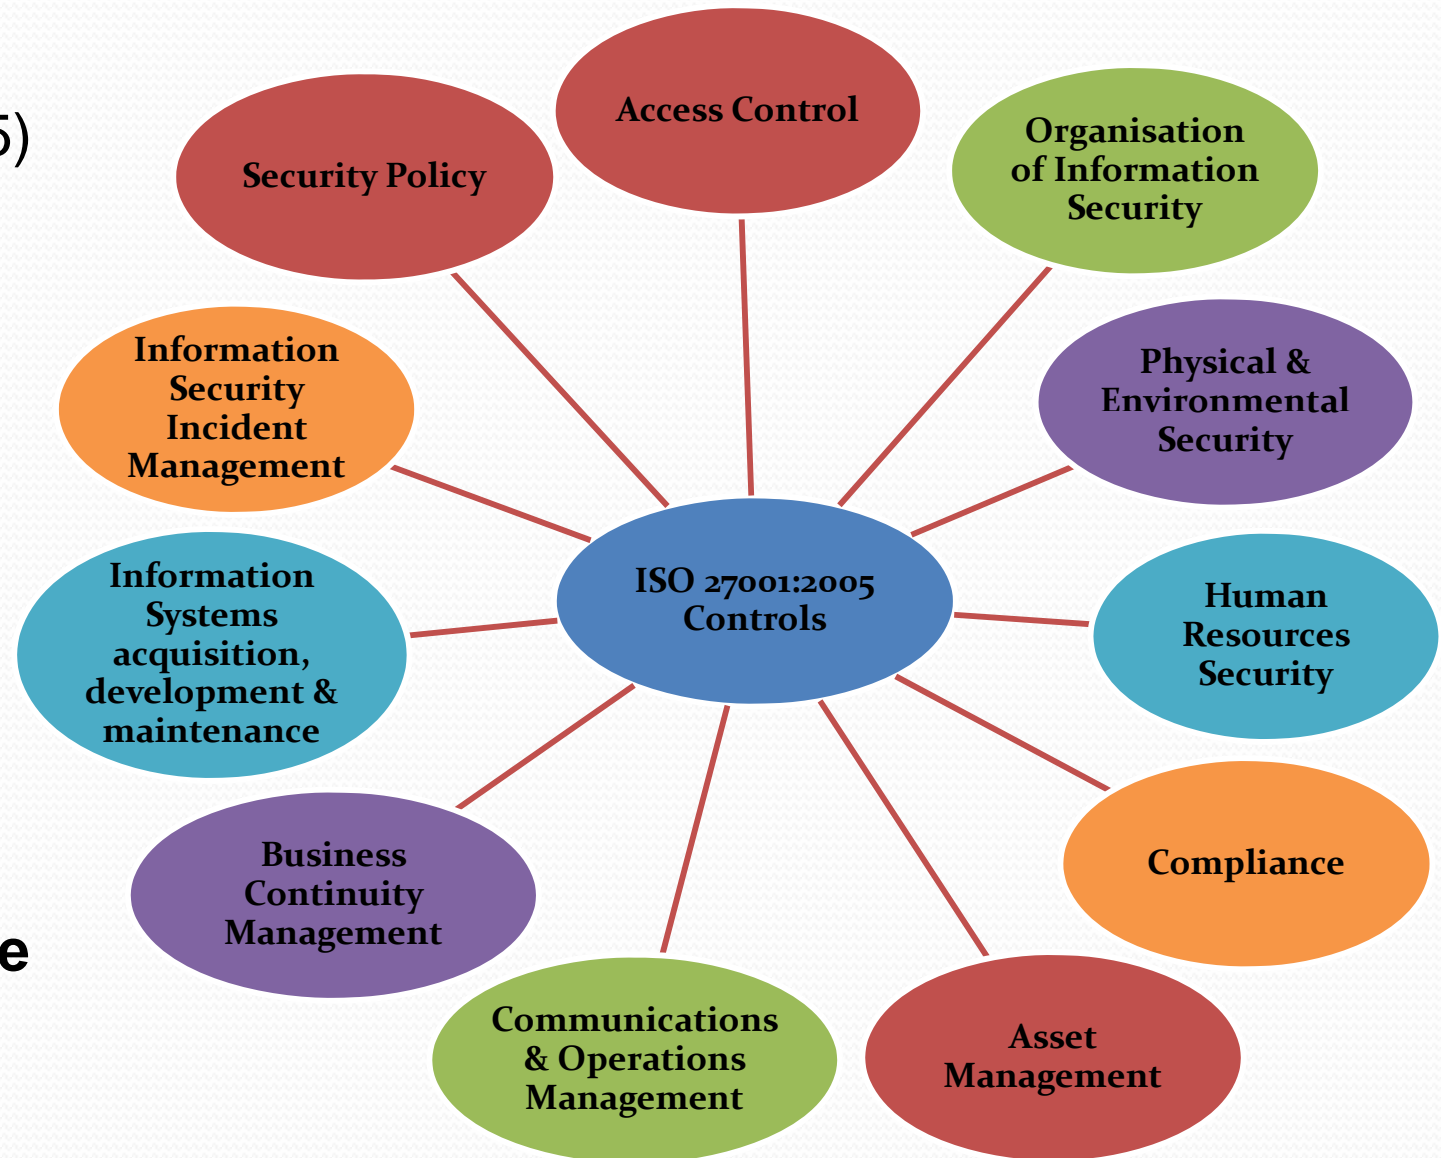 5)
Access Control
Security Policy
Organisation
of Information
Security
Information
Security
Incident
Management
Physical &
Environmental
Security
Information
Systems
acquisition,
development &
maintenance
ISO 27001:2005
Controls
Human
Resources
Security
Business
Continuity
Management
Compliance
e
Communications
& Operations
Management
Asset
Management